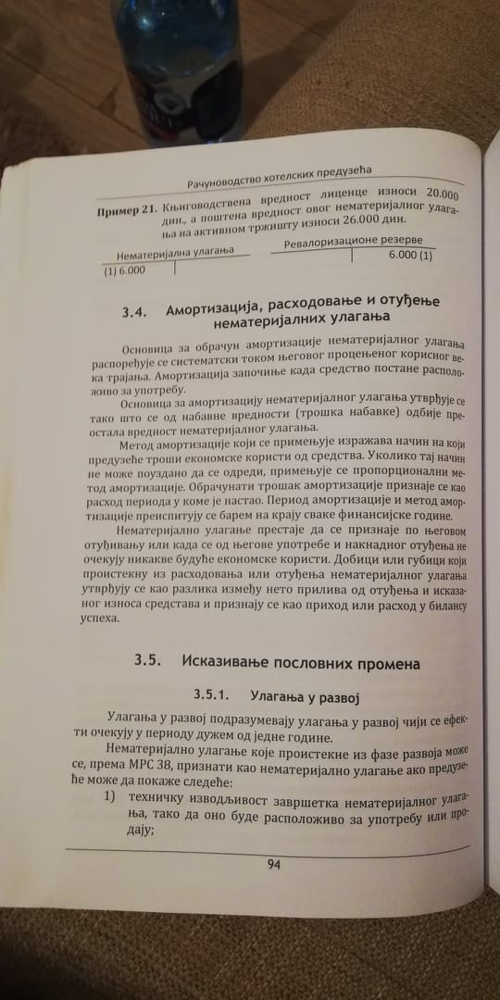 Рачуноводство хотелских предузећа
Пример 21. Књиговодствена вредност лиценце износи 20.000
дин., а поштена вредност овог нематеријалног улага-
ња на активном тржишту износи 26.000 дин.
Нематеријална улагања Ревалоризационе резерве
(1) 6.000 6.000 (1)
3.4. Амортизација, расходовање и отуђење
нематеријалних улагања
Основица за обрачун амортизације нематеријалног улагања
распоређује се систематски током његовог процењеног корисног ве-
ка трајања. Амортизација започиње када средство постане располо-
живо за употребу.
Основица за амортизацију нематеријалног улагања утврђује се
тако што се од набавне вредности (трошка набавке) одбије пре-
остала вредност нематеријалног улагања.
Метод амортизације који се примењује изражава начин на који
предузеће троши економске користи од средства. Уколико тај начин
не може поуздано да се одреди, примењује се пропорционални ме-
тод амортизације. Обрачунати трошак амортизације признаје се као
расход периода у коме је настао. Период амортизације и метод амор-
тизације преиспитују се барем на крају сваке финансијске године.
Нематеријално улагање престаје да се признаје по његовом
отуђивању или када се од његове употребе и накнадног отуђења не
очекују никакве будуће економске користи. Добици или губици који
проистекну из расходовања или отуђења нематеријалног улагања
утврђују се као разлика између нето прилива од отуђења и исказа-
ног износа средстава и признају се као приход или расход у билансу
успеха.
3.5. Исказивање пословних промена
3.5.1. Улагања у развој
Улагања у развој подразумевају улагања у развој чији се ефек-
ти очекују у периоду дужем од једне године.
Нематеријално улагање које проистекне из фазе развоја може
се, према МРС 38, признати као нематеријално улагање ако предузе-
ће може да покаже следеће:
1) техничку изводљивост завршетка нематеријалног улага-
ња, тако да оно буде расположиво за употребу или про-
дају;
94